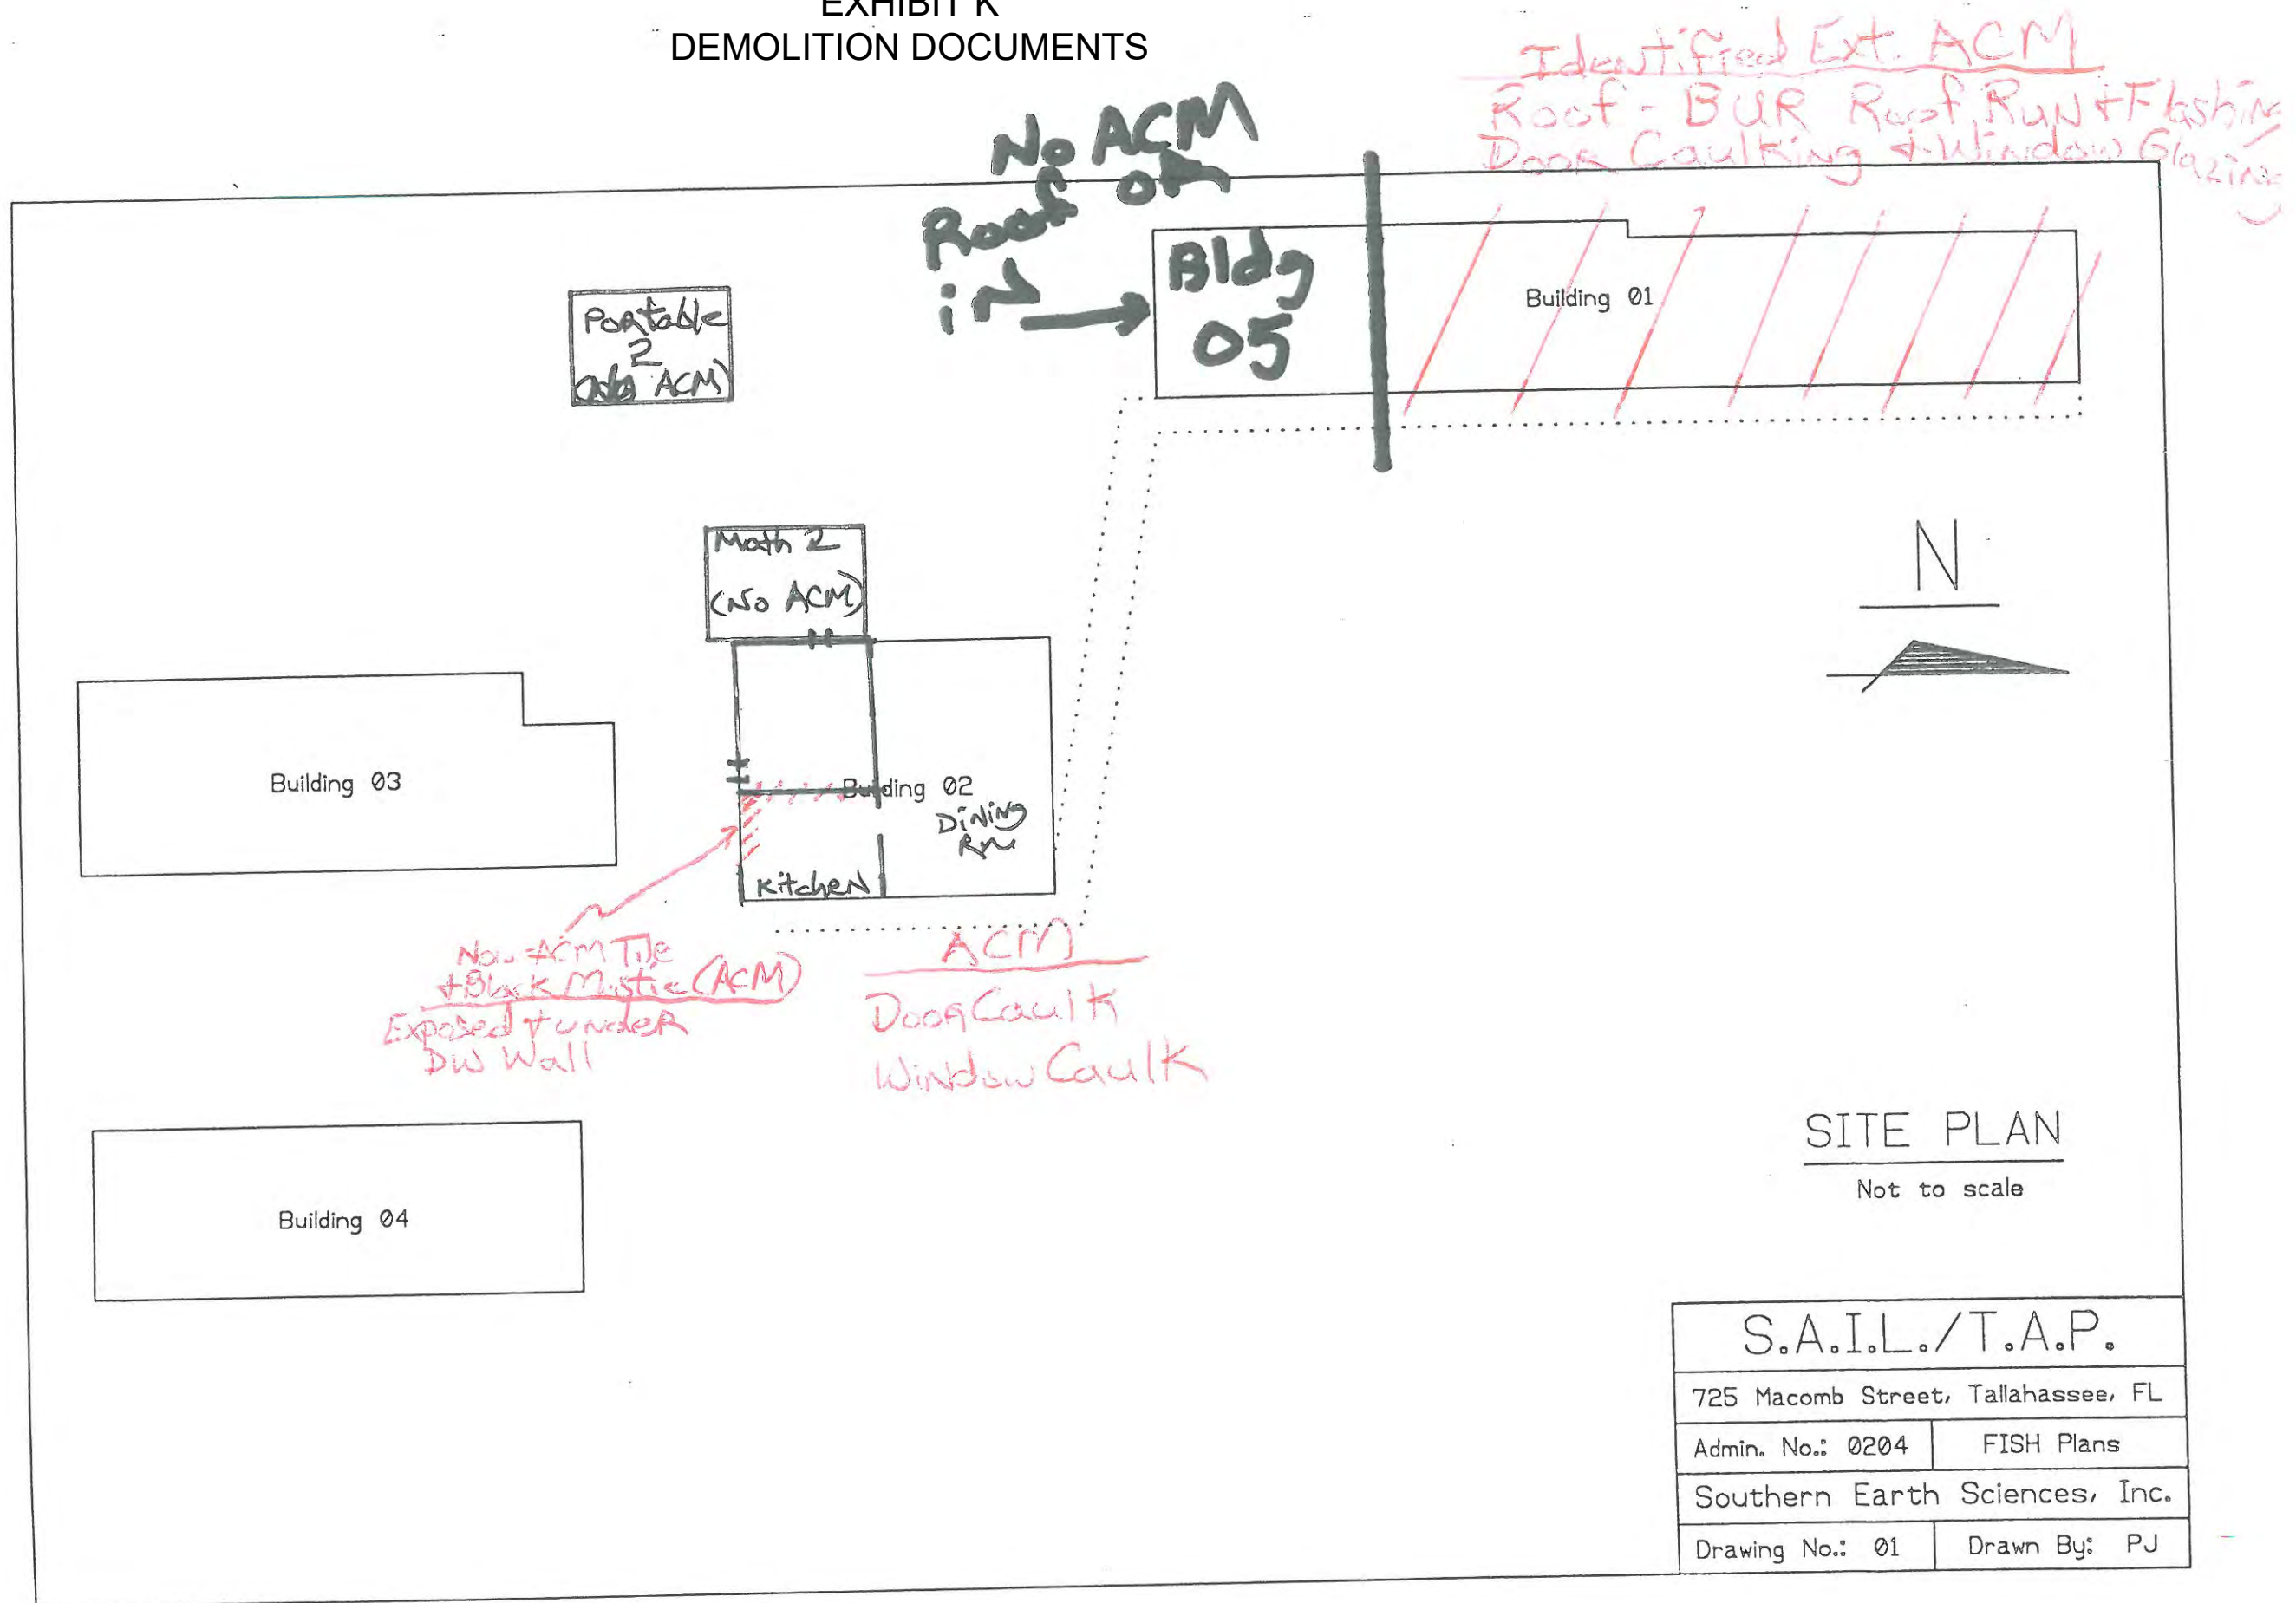 EXHIBIT K
DEMOLITION DOCUMENTS
Identified Ext. ACM
Roof - BUR Roof Run + Flashing
Door Caulking + Window Glazing
No ACM
Roof or
in
Bldg
05
Building 01
Portable
2
ACM)
Math 2
(No ACM)
N
Building 03
Building 02
Dining
Rm
Kitchen
Non-ACM Tile
+ Black Mastic (ACM)
Exposed + under
DW Wall
ACM
Door Caulk
Window Caulk
Building 04
SITE PLAN
Not to scale
S.A.I.L./T.A.P.
725 Macomb Street, Tallahassee, FL
Admin. No.: 0204 FISH Plans
Southern Earth Sciences, Inc.
Drawing No.: 01 Drawn By: PJ